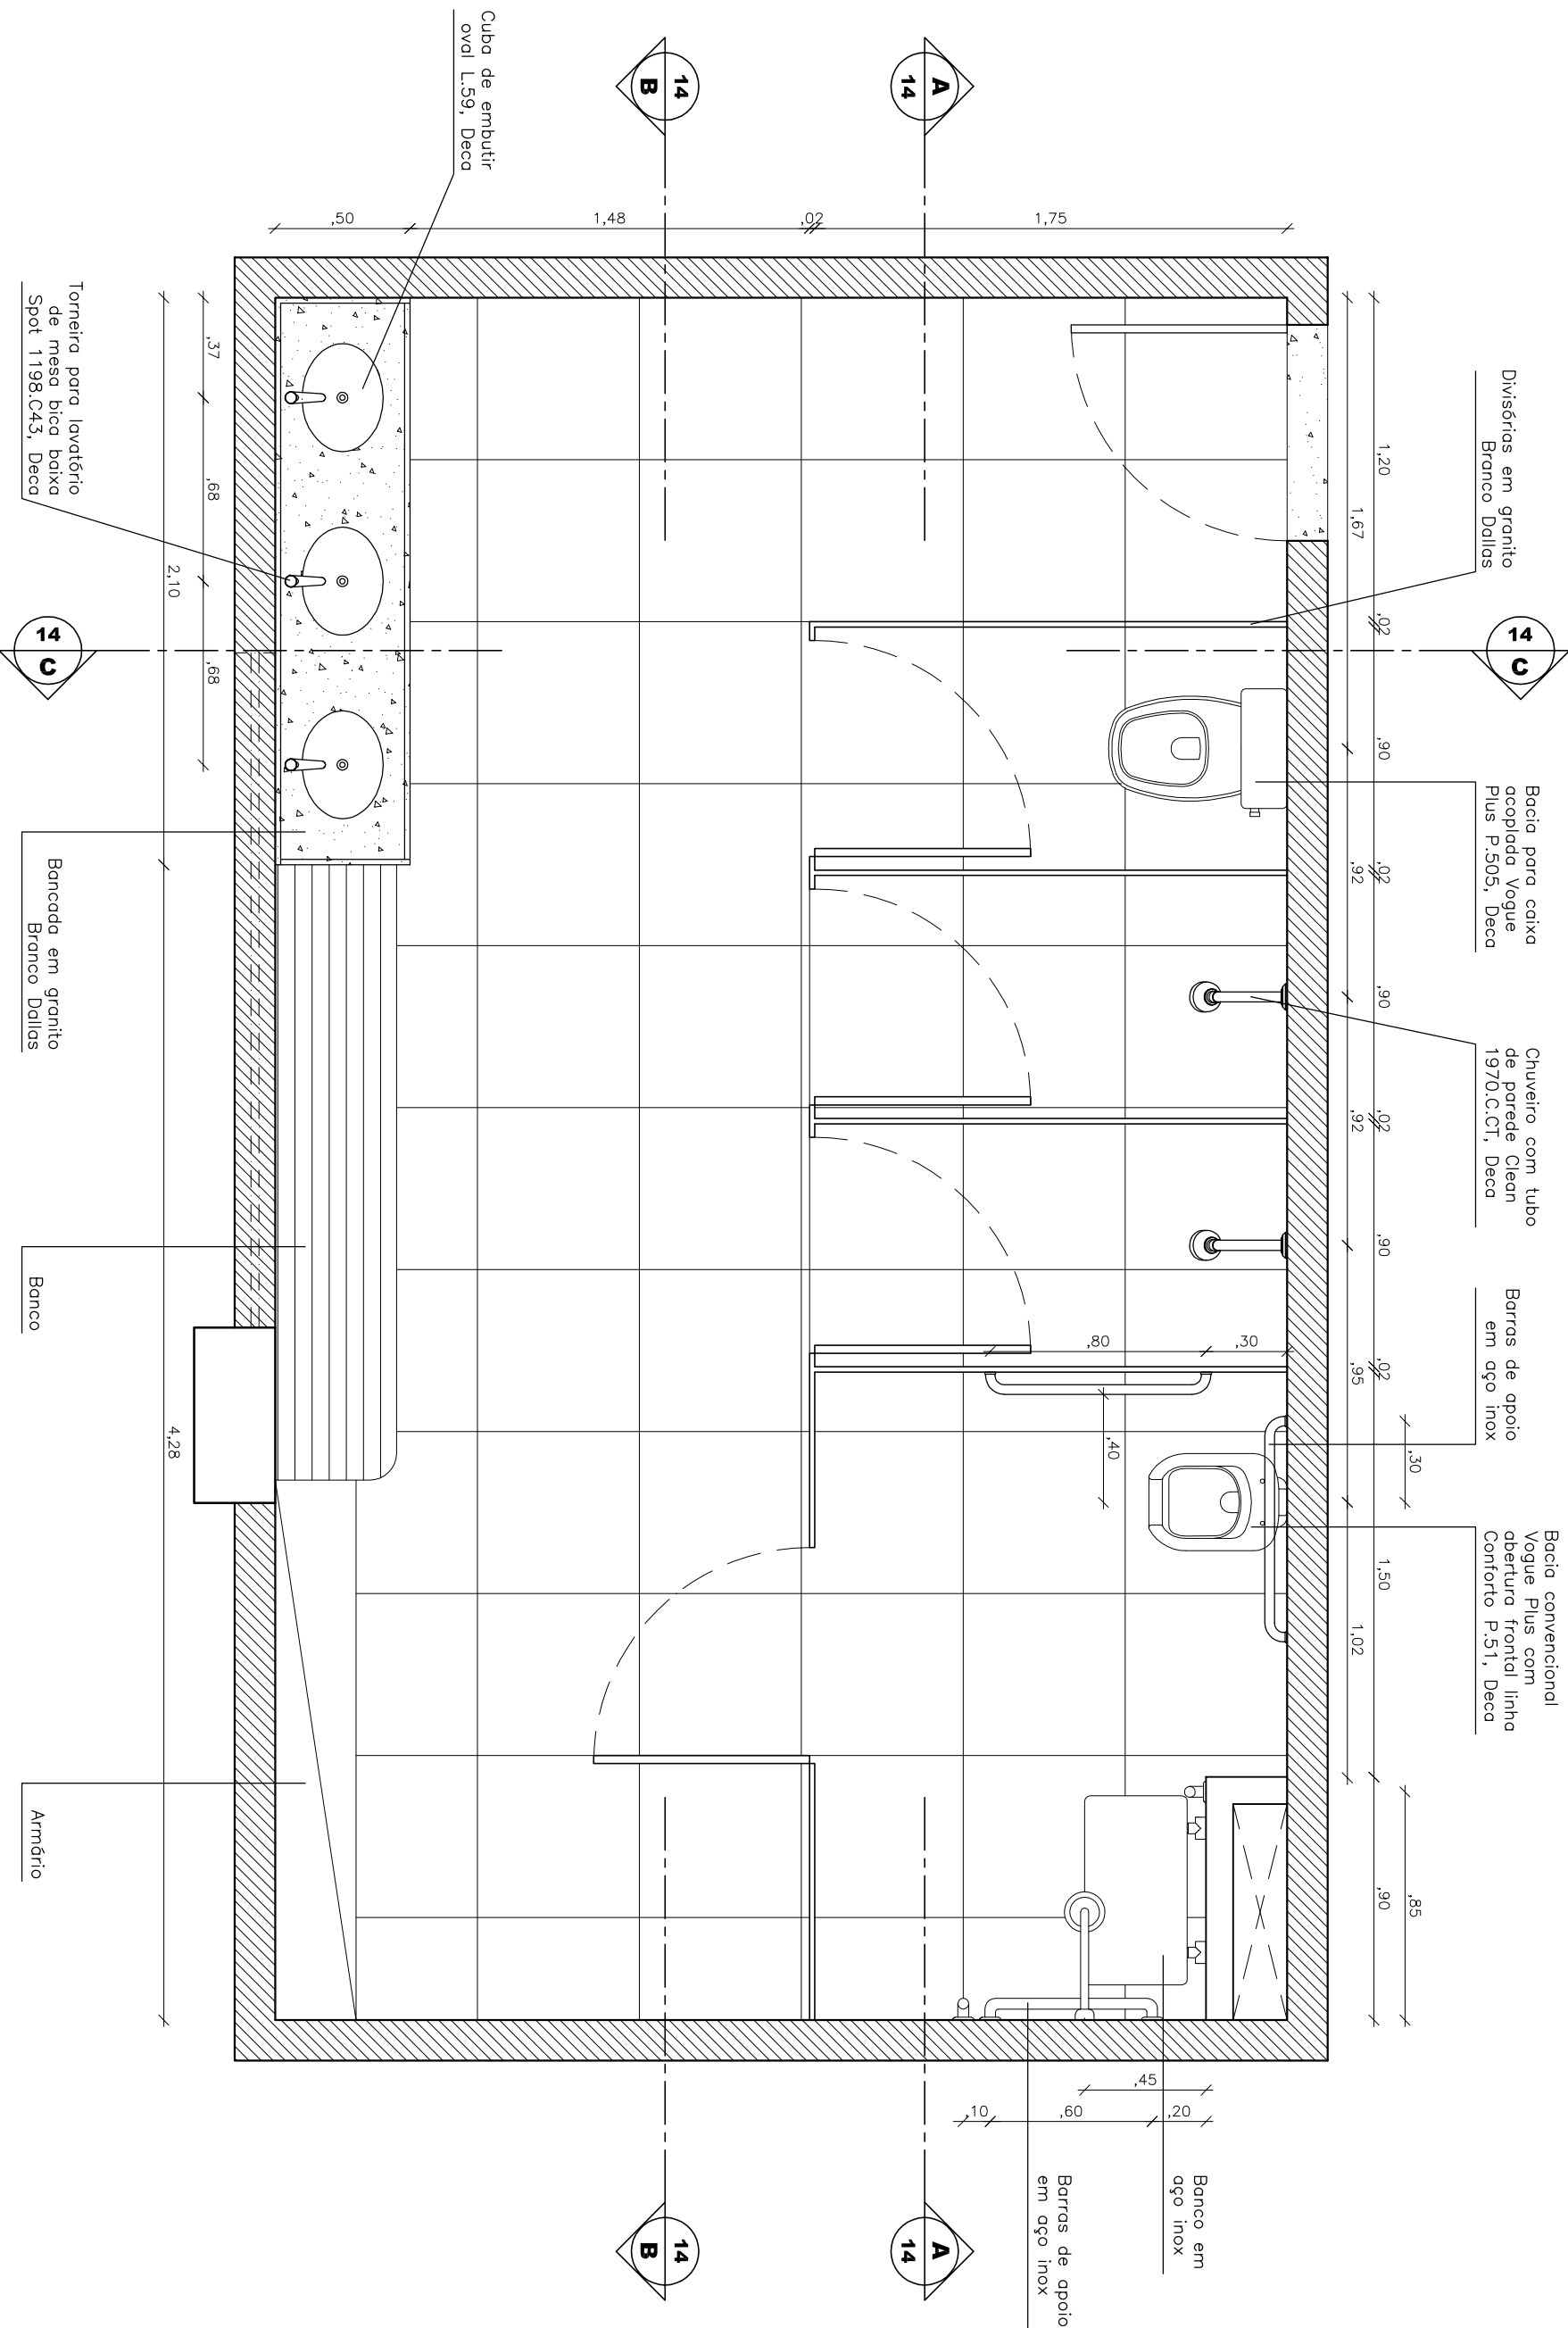 Divisórias em granito
Branco Dallas
Bacia para caixa
acoplada Vogue
Plus P.505, Deca
Chuveiro com tubo
de parede Clean
1970.C.CT, Deca
Barras de apoio
em aço inox
Bacia convencional
Vogue Plus com
abertura frontal linha
Conforto P.51, Deca
14
C
,30
,85
1,20
,02
,90
,02
,90
,02
,90
,02
1,50
,90
1,67
,92
,92
,95
1,02
A
14
A
14
14
B
14
B
1,75
,02
1,48
,50
,30
,80
,40
,45
,20
,60
,10
Banco em
aço inox
Barras de apoio
em aço inox
Cuba de embutir
oval L.59, Deca
,37
,68
,68
2,10
4,28
14
C
Torneira para lavatório
de mesa bica baixa
Spot 1198.C43, Deca
Bancada em granito
Branco Dallas
Banco
Armário